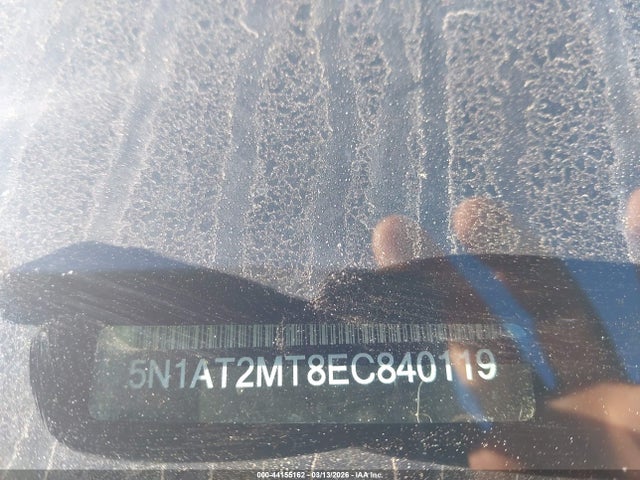 5N1AT2MT8EC840119
000-44155162 - 03/13/2026 - IAA Inc.